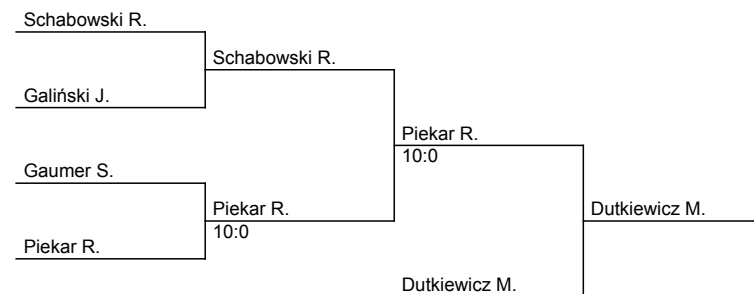 Schabowski R.
Schabowski R.
Galiński J.
Piekar R.
10:0
Gaumer S.
Piekar R.
10:0
Dutkiewicz M.
Piekar R.
Dutkiewicz M.